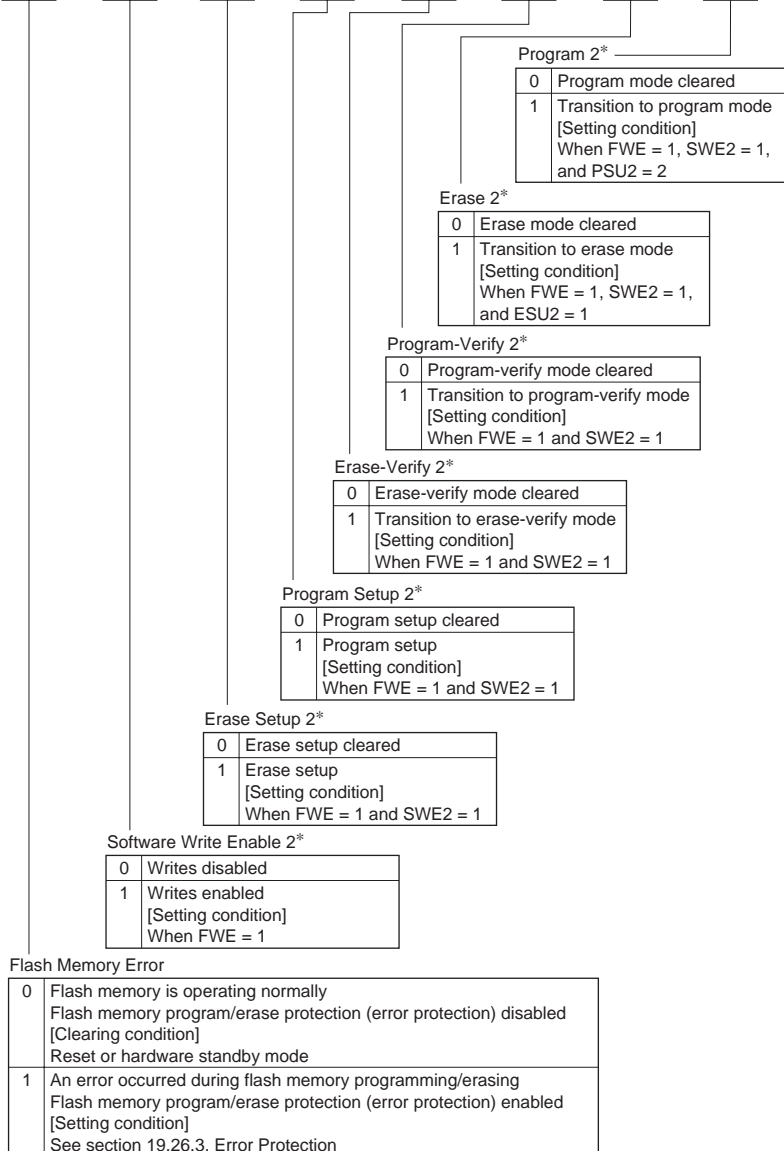 Program 2*
0 Program mode cleared
1 Transition to program mode
[Setting condition]
When FWE = 1, SWE2 = 1,
and PSU2 = 2
Erase 2*
0 Erase mode cleared
1 Transition to erase mode
[Setting condition]
When FWE = 1, SWE2 = 1,
and ESU2 = 1
Program-Verify 2*
0 Program-verify mode cleared
1 Transition to program-verify mode
[Setting condition]
When FWE = 1 and SWE2 = 1
Erase-Verify 2*
0 Erase-verify mode cleared
1 Transition to erase-verify mode
[Setting condition]
When FWE = 1 and SWE2 = 1
Program Setup 2*
0 Program setup cleared
1 Program setup
[Setting condition]
When FWE = 1 and SWE2 = 1
Erase Setup 2*
0 Erase setup cleared
1 Erase setup
[Setting condition]
When FWE = 1 and SWE2 = 1
Software Write Enable 2*
0 Writes disabled
1 Writes enabled
[Setting condition]
When FWE = 1
Flash Memory Error
0 Flash memory is operating normally
Flash memory program/erase protection (error protection) disabled
[Clearing condition]
Reset or hardware standby mode
1 An error occurred during flash memory programming/erasing
Flash memory program/erase protection (error protection) enabled
[Setting condition]
See section 19.26.3, Error Protection